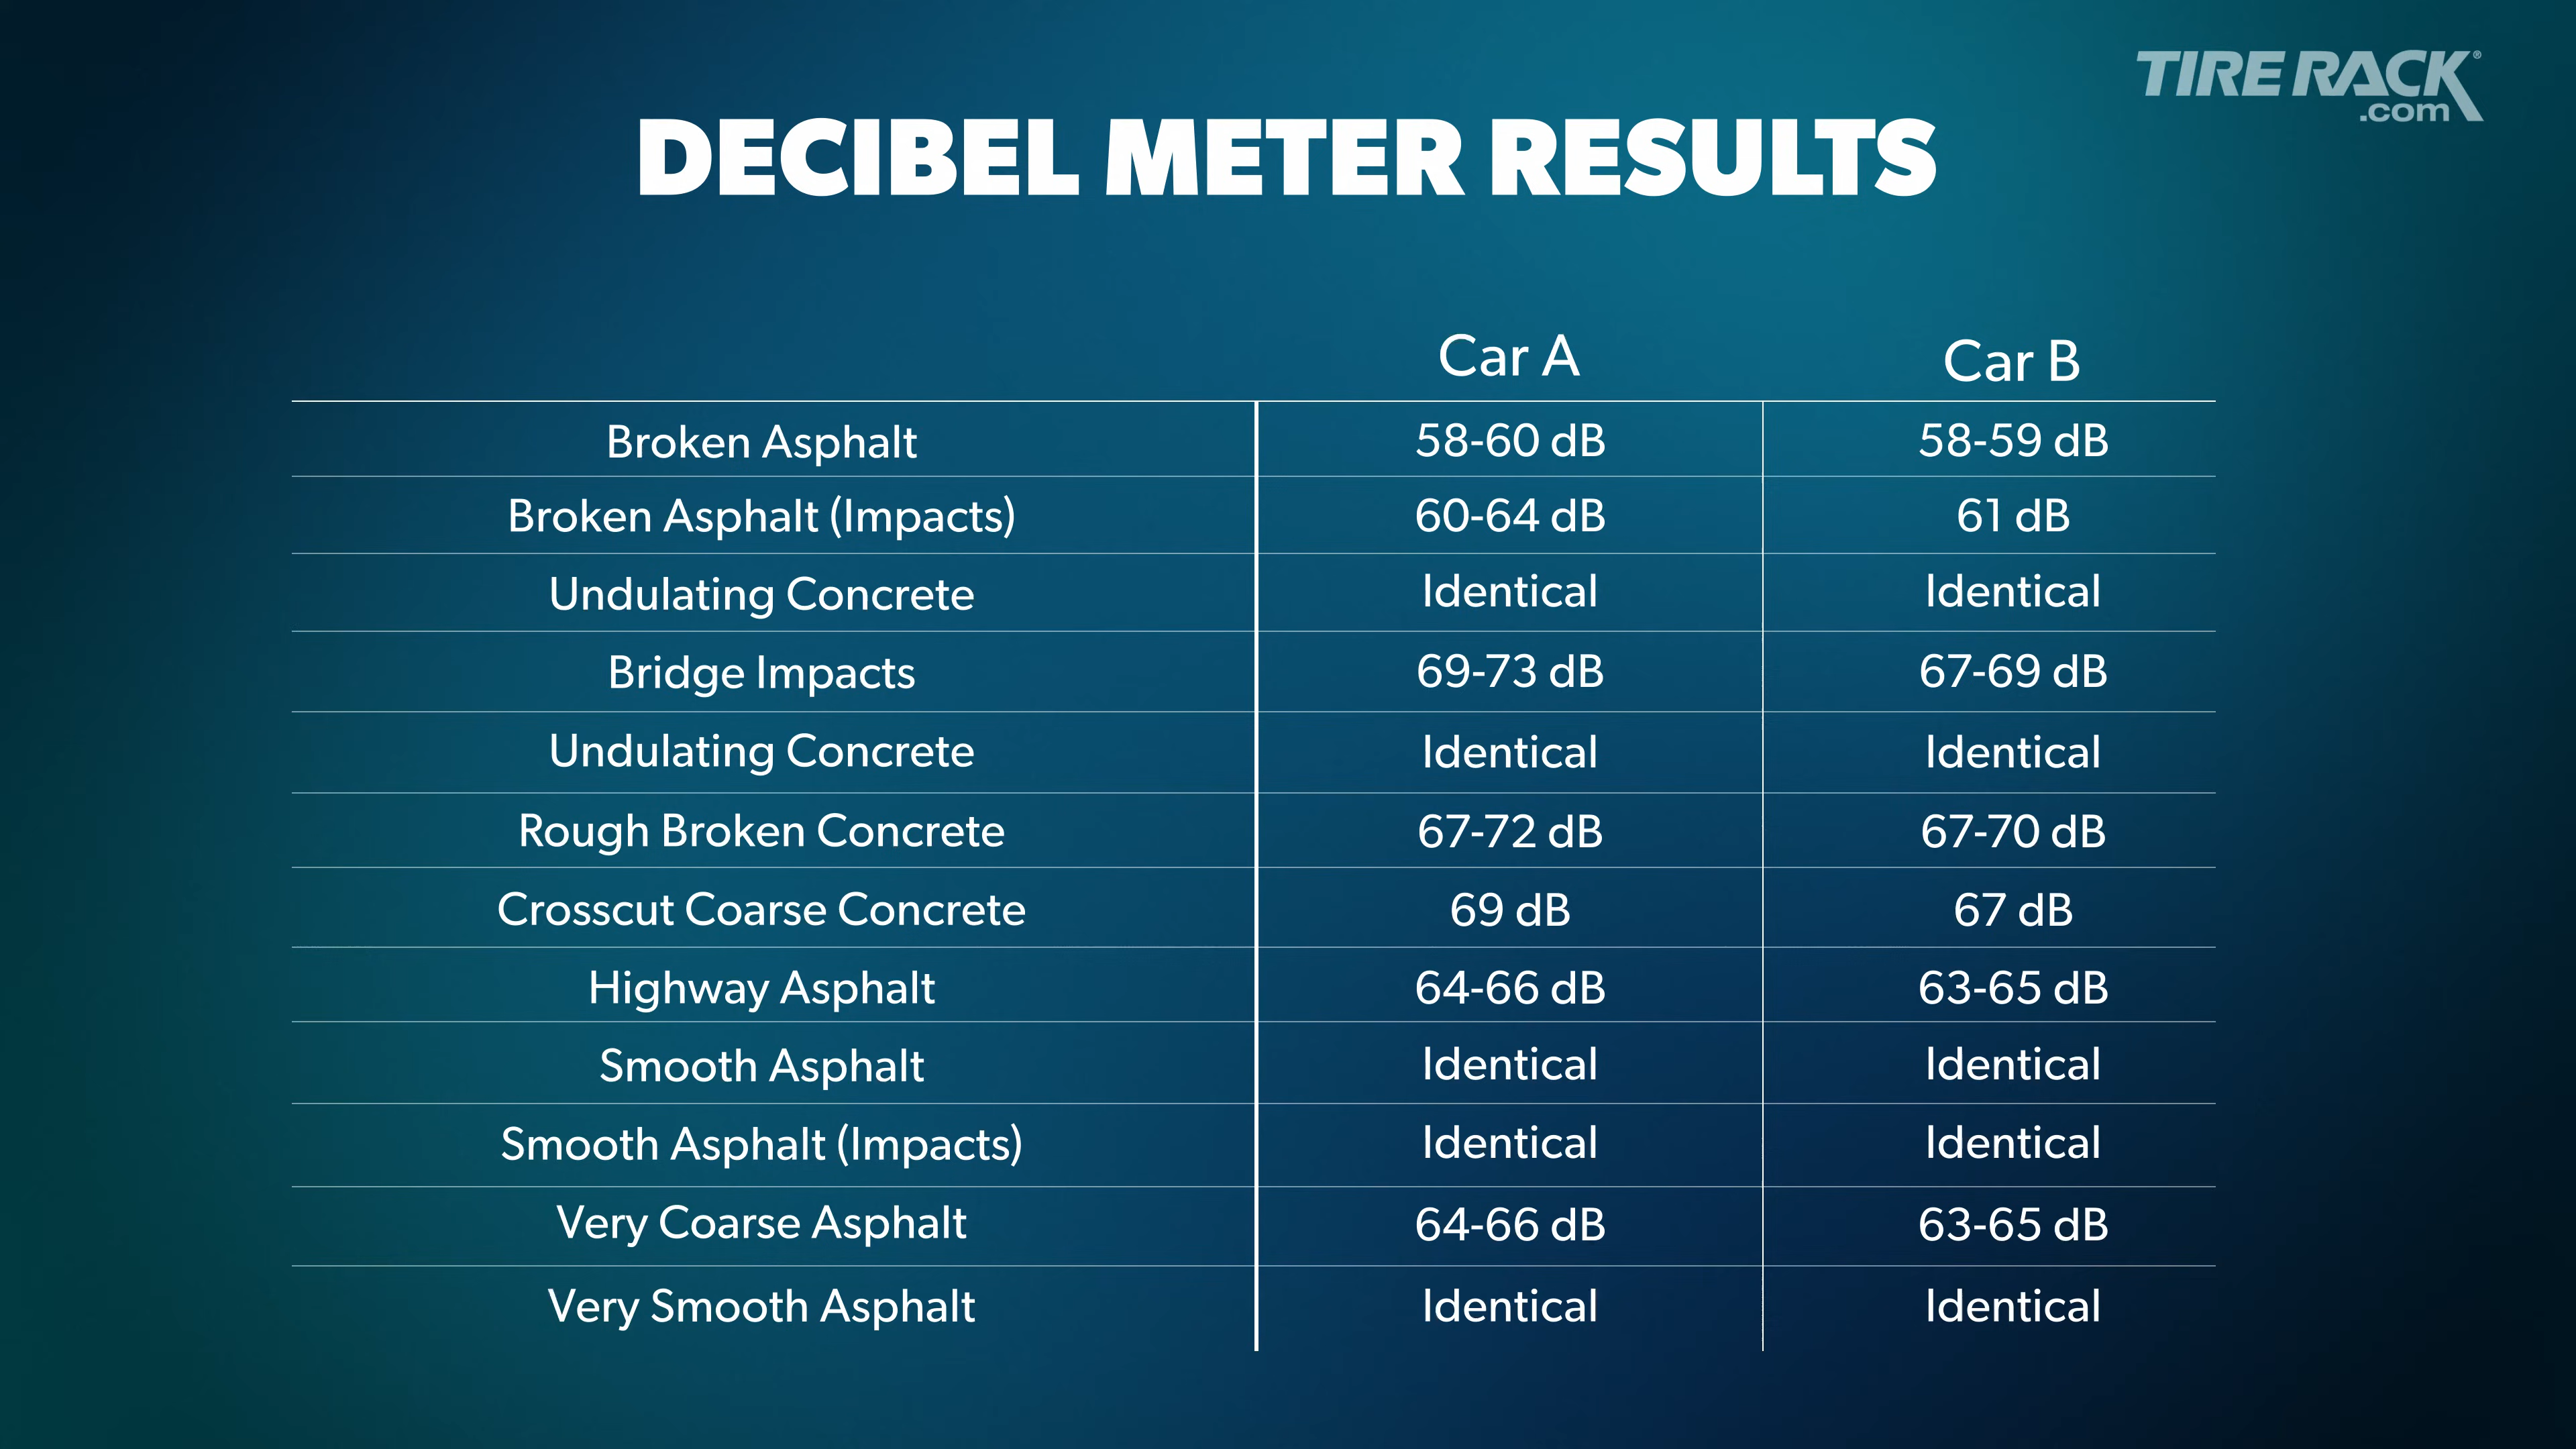 TIRE RACK®
.com
DECIBEL METER RESULTS
Car A Car B
Broken Asphalt 58-60 dB 58-59 dB
Broken Asphalt (Impacts) 60-64 dB 61 dB
Undulating Concrete Identical Identical
Bridge Impacts 69-73 dB 67-69 dB
Undulating Concrete Identical Identical
Rough Broken Concrete 67-72 dB 67-70 dB
Crosscut Coarse Concrete 69 dB 67 dB
Highway Asphalt 64-66 dB 63-65 dB
Smooth Asphalt Identical Identical
Smooth Asphalt (Impacts) Identical Identical
Very Coarse Asphalt 64-66 dB 63-65 dB
Very Smooth Asphalt Identical Identical